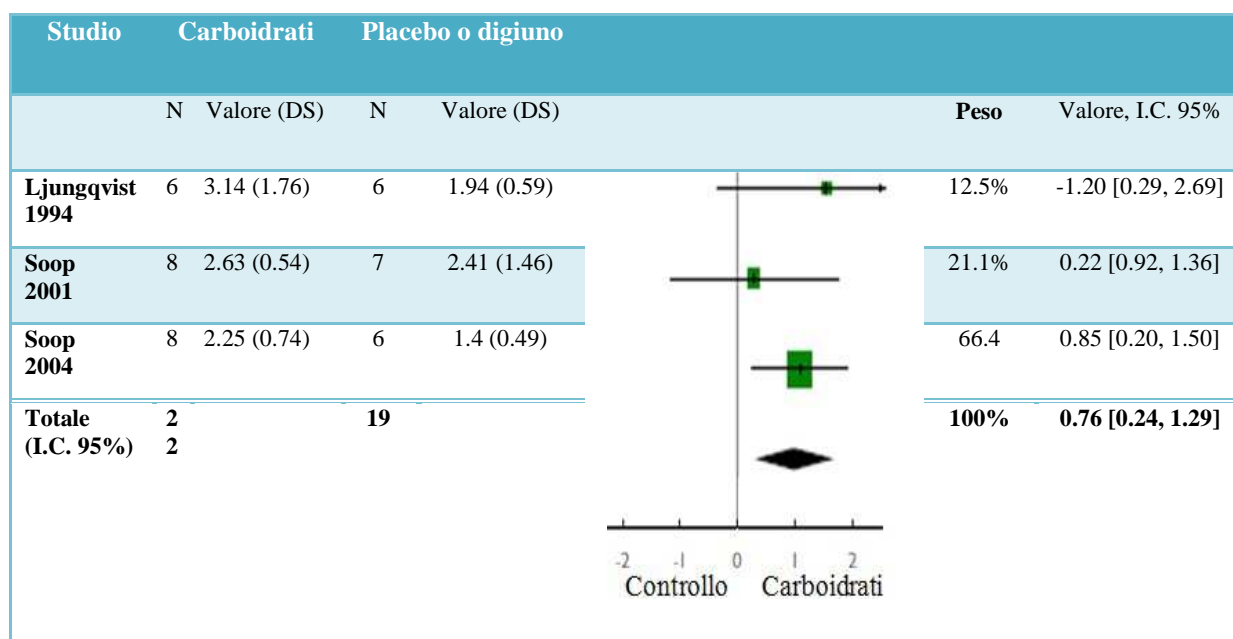 Studio Carboidrati Placebo o digiuno
N Valore (DS) N Valore (DS) Peso Valore, I.C. 95%
Ljungqvist 6 3.14 (1.76) 6 1.94 (0.59) 12.5% -1.20 [0.29, 2.69]
1994
Soop 8 2.63 (0.54) 7 2.41 (1.46) 21.1% 0.22 [0.92, 1.36]
2001
Soop 8 2.25 (0.74) 6 1.4 (0.49) 66.4 0.85 [0.20, 1.50]
2004
Totale 2 19 100% 0.76 [0.24, 1.29]
(I.C. 95%) 2
-2 -1 0 1 2
Controllo Carboidrati